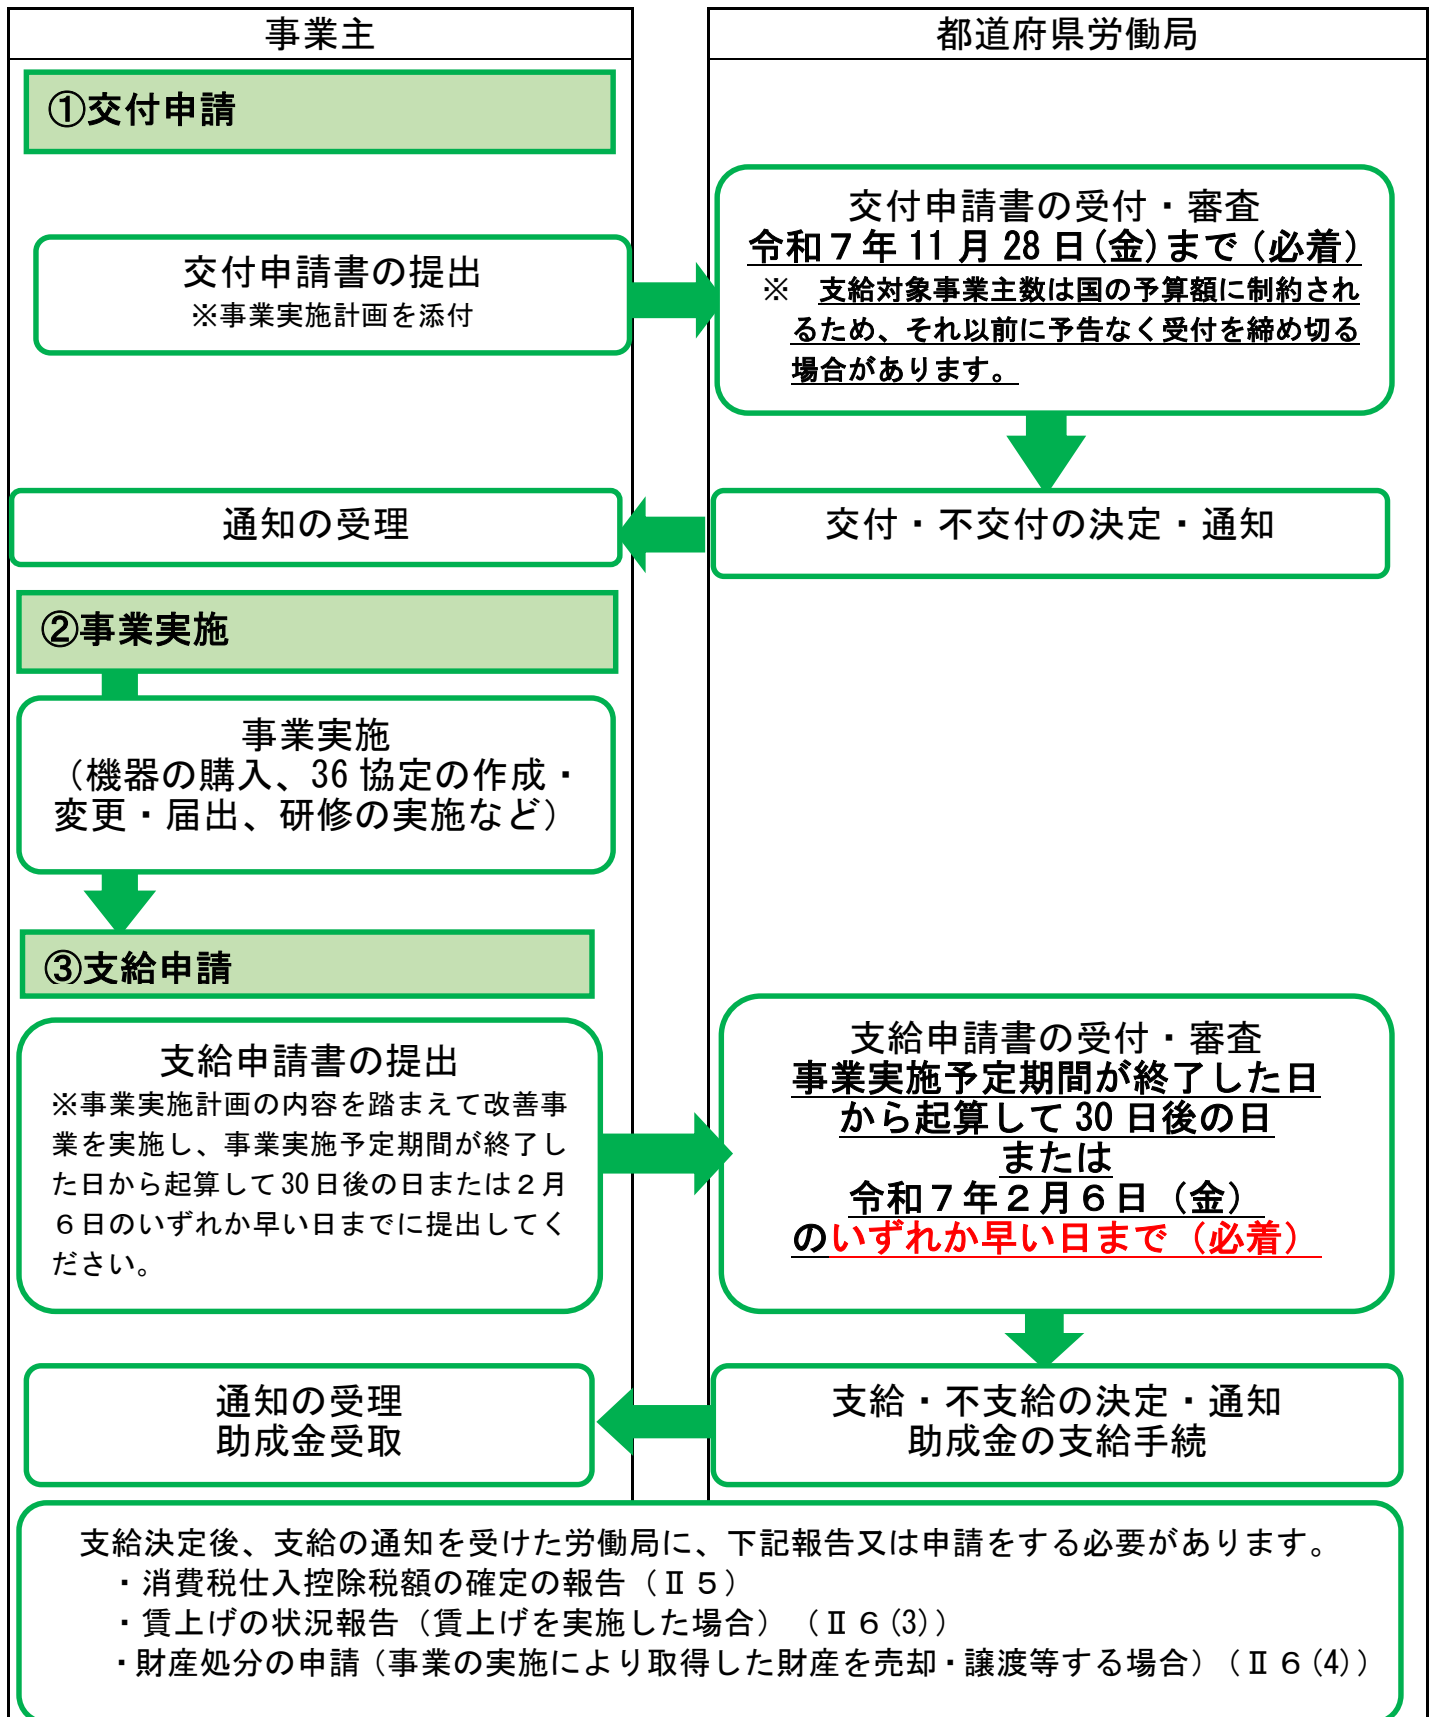 事業主
都道府県労働局
①交付申請
交付申請書の提出
※事業実施計画を添付
交付申請書の受付・審査
令和７年 11 月 28 日(金)まで（必着）
※　支給対象事業主数は国の予算額に制約され
るため、それ以前に予告なく受付を締め切る
場合があります。
通知の受理
交付・不交付の決定・通知
②事業実施
事業実施
（機器の購入、36 協定の作成・
変更・届出、研修の実施など）
③支給申請
支給申請書の提出
※事業実施計画の内容を踏まえて改善事
業を実施し、事業実施予定期間が終了し
た日から起算して 30 日後の日または２月
６日のいずれか早い日までに提出してく
ださい。
支給申請書の受付・審査
事業実施予定期間が終了した日
から起算して 30 日後の日
または
令和７年２月６日（金）
のいずれか早い日まで（必着）
通知の受理
助成金受取
支給・不支給の決定・通知
助成金の支給手続
支給決定後、支給の通知を受けた労働局に、下記報告又は申請をする必要があります。
・消費税仕入控除税額の確定の報告（Ⅱ５）
・賃上げの状況報告（賃上げを実施した場合）（Ⅱ６(3)）
・財産処分の申請（事業の実施により取得した財産を売却・譲渡等する場合）（Ⅱ６(4)）